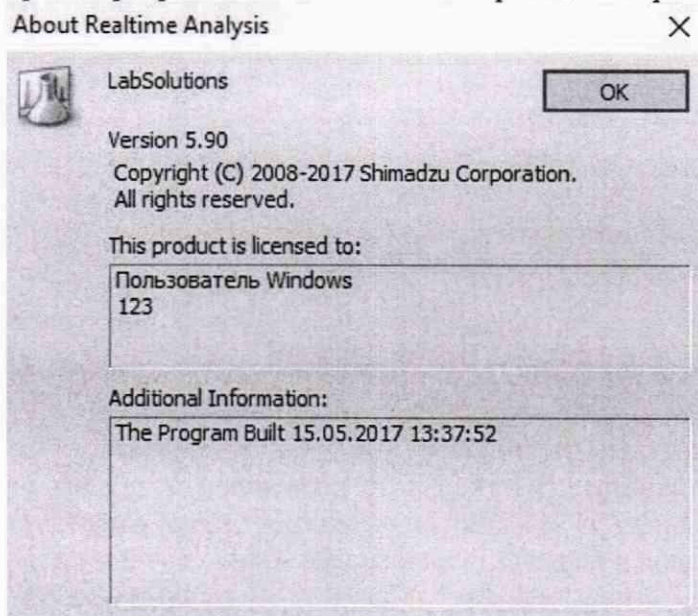 About Realtime Analysis
LabSolutions
OK
Version 5.90
Copyright (C) 2008-2017 Shimadzu Corporation.
All rights reserved.
This product is licensed to:
Пользователь Windows
123
Additional Information:
The Program Built 15.05.2017 13:37:52